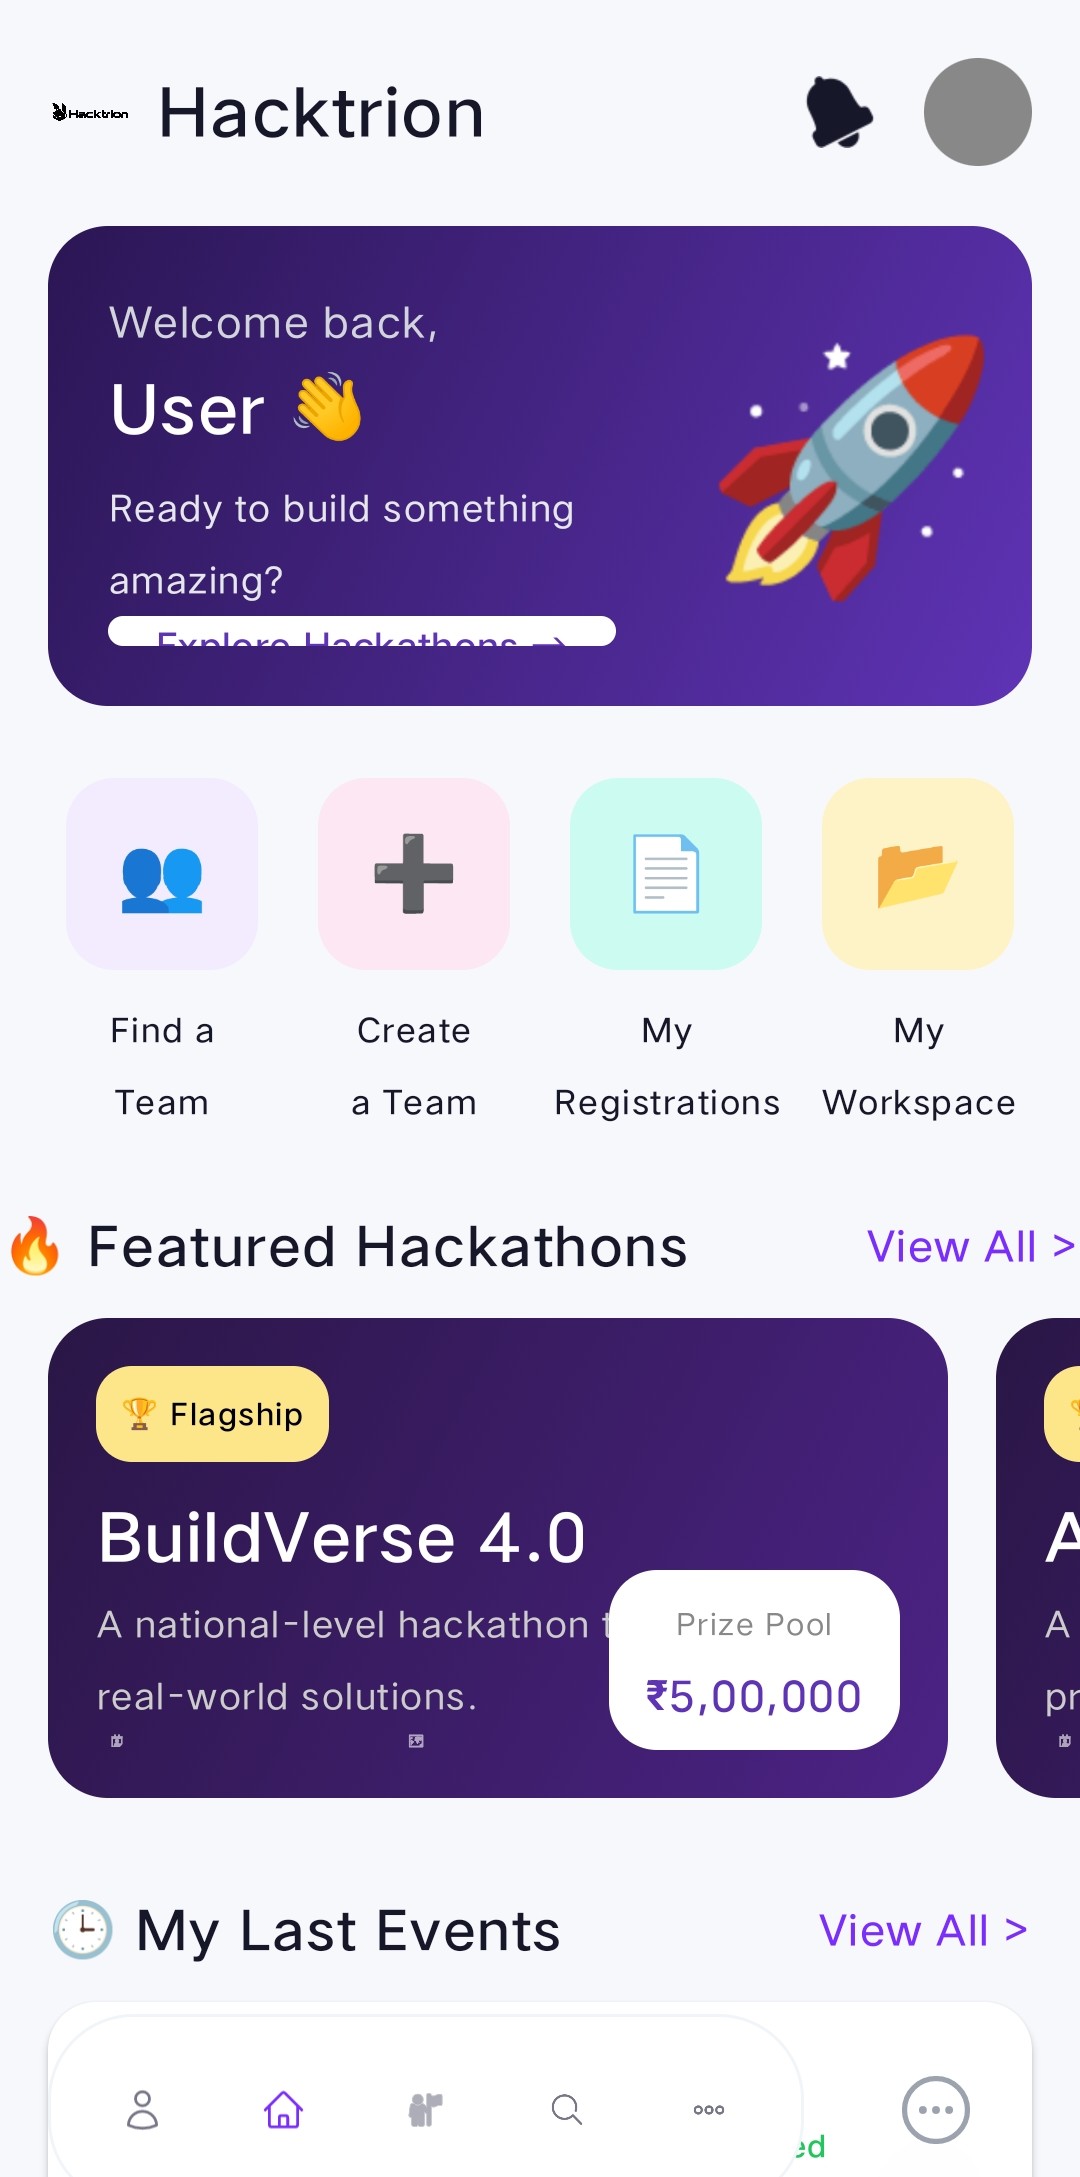 Hacktrion
Hacktrion
Welcome back,
User 👋
Ready to build something
amazing?
Explore Hackathons →
Find a
Team
Create
a Team
My
Registrations
My
Workspace
🔥 Featured Hackathons
View All >
🏆 Flagship
BuildVerse 4.0
A national-level hackathon
real-world solutions.
Prize Pool
₹5,00,000
A
A
🕒 My Last Events
View All >